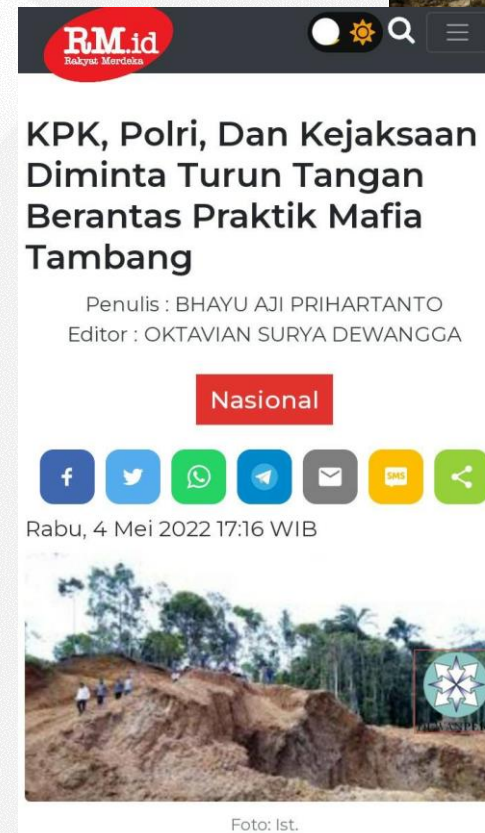 RM.id
Rakyat Merdeka
KPK, Polri, Dan Kejaksaan
Diminta Turun Tangan
Berantas Praktik Mafia
Tambang
Penulis : BHAYU AJI PRIHARTANTO
Editor : OKTAVIAN SURYA DEWANGGA
Nasional
SMS
Rabu, 4 Mei 2022 17:16 WIB
Foto: Ist.